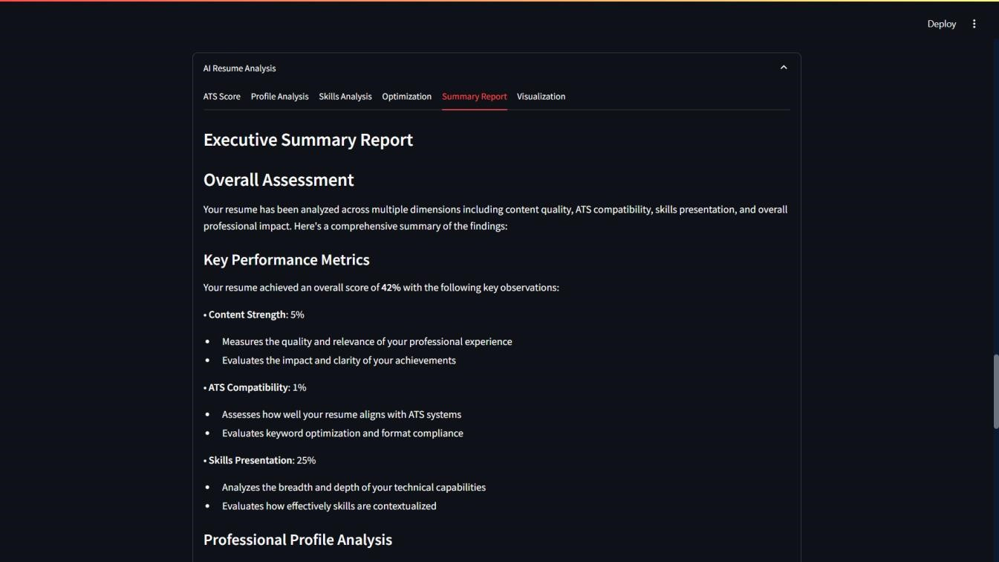 Deploy
AI Resume Analysis
ATS Score Profile Analysis Skills Analysis Optimization Summary Report Visualization
Executive Summary Report
Overall Assessment
Your resume has been analyzed across multiple dimensions including content quality, ATS compatibility, skills presentation, and overall
professional impact. Here's a comprehensive summary of the findings:
Key Performance Metrics
Your resume achieved an overall score of 42% with the following key observations:
• Content Strength: 5%
• Measures the quality and relevance of your professional experience
• Evaluates the impact and clarity of your achievements
• ATS Compatibility: 1%
• Assesses how well your resume aligns with ATS systems
• Evaluates keyword optimization and format compliance
• Skills Presentation: 25%
• Analyzes the breadth and depth of your technical capabilities
• Evaluates how effectively skills are contextualized
Professional Profile Analysis